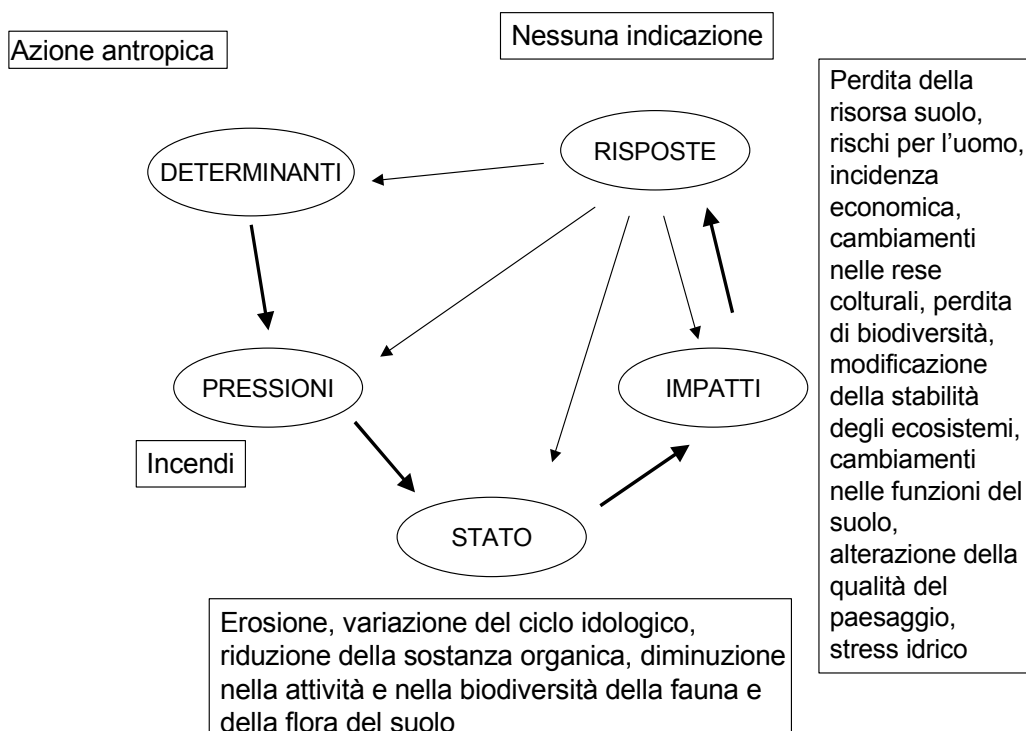 Azione antropica
Nessuna indicazione
DETERMINANTI
RISPOSTE
PRESSIONI
IMPATTI
Incendi
STATO
Perdita della
risorsa suolo,
rischi per l'uomo,
incidenza
economica,
cambiamenti
nelle rese
colturali, perdita
di biodiversità,
modificazione
della stabilità
degli ecosistemi,
cambiamenti
nelle funzioni del
suolo,
alterazione della
qualità del
paesaggio,
stress idrico
Erosione, variazione del ciclo idologico,
riduzione della sostanza organica, diminuzione
nella attività e nella biodiversità della fauna e
della flora del suolo